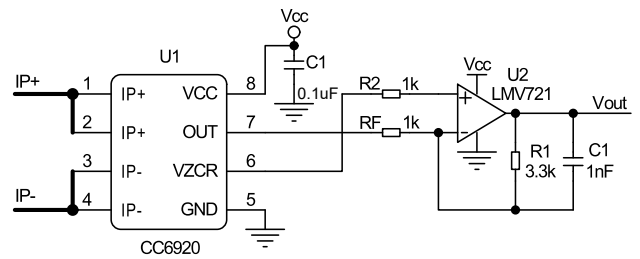 Vcc
U1
C1
0.1uF
IP+
1
IP+
VCC
8
2
IP+
OUT
7
3
IP-
VZCR
6
IP-
4
IP-
GND
5
CC6920
R2
1k
RF
1k
Vcc
U2
LMV721
Vout
R1
3.3k
C1
1nF
+
-